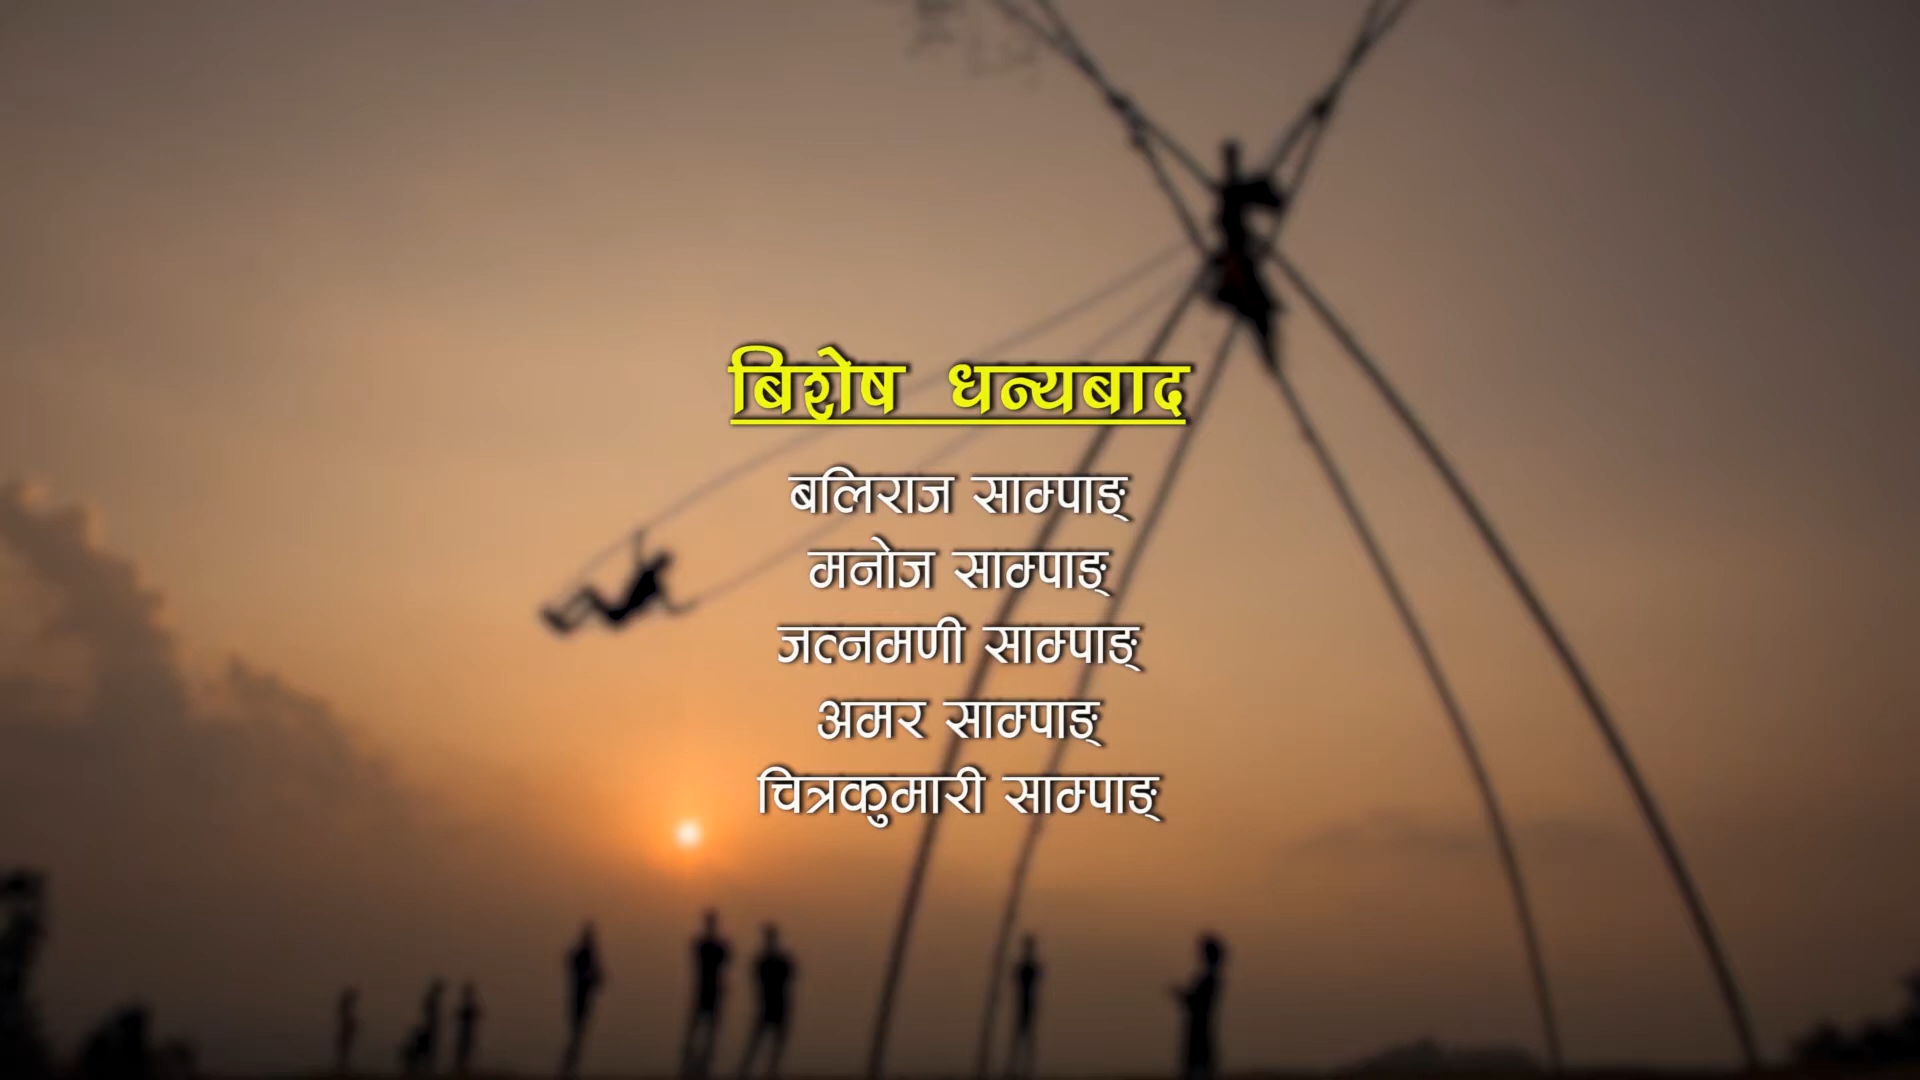 बिशेष धन्यबाद
बलिराज साम्पाङ्
मनोज साम्पाङ्
जत्नमणी साम्पाङ्
अमर साम्पाङ्
चित्रकुमारी साम्पाङ्